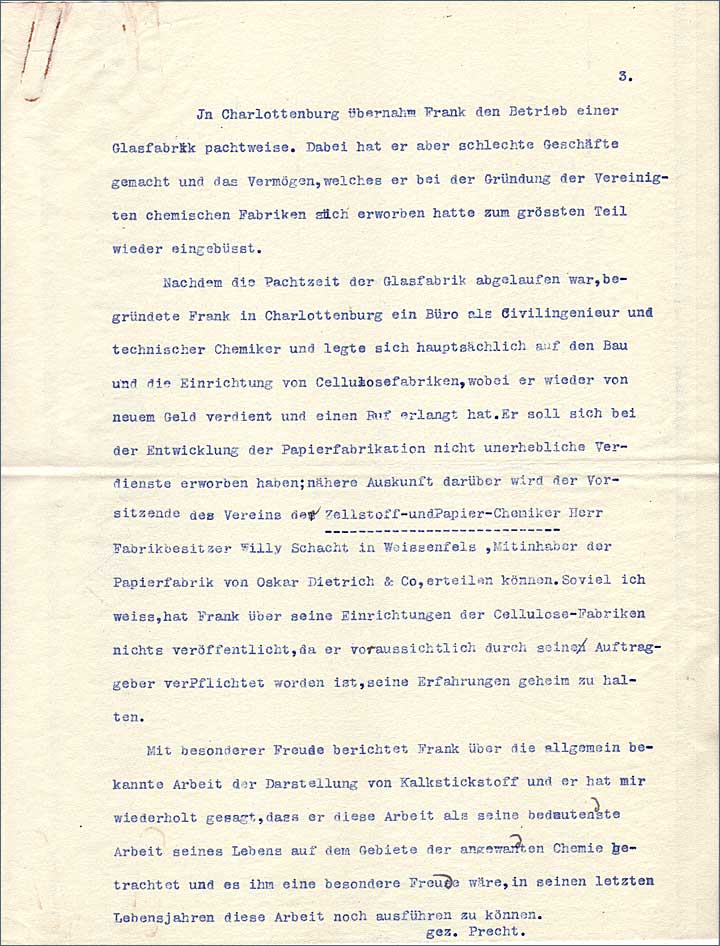 3.
Jn Charlottenburg übernahm Frank den Betrieb einer
Glasfabrik pachtweise. Dabei hat er aber schlechte Geschäfte
gemacht und das Vermögen,welches er bei der Gründung der Vereinig-
ten chemischen Fabriken sich erworben hatte zum grössten Teil
wieder eingebüsst.
Nachdem die Pachtzeit der Glasfabrik abgelaufen war,be-
gründete Frank in Charlottenburg ein Büro als Civilingenieur und
technischer Chemiker und legte sich hauptsächlich auf den Bau
und die Einrichtung von Cellulosefabriken,wobei er wieder von
neuem Geld verdient und einen Ruf erlangt hat.Er soll sich bei
der Entwicklung der Papierfabrikation nicht unerhebliche Ver-
dienste erworben haben;nähere Auskunft darüber wird der Vor-
sitzende des Vereins der Zellstoff-undPapier-Chemiker Herr
Fabrikbesitzer Willy Schacht in Weissenfels ,Mitinhaber der
Papierfabrik von Oskar Dietrich & Co,erteilen können.Soviel ich
weiss,hat Frank über seine Einrichtungen der Cellulose-Fabriken
nichts veröffentlicht,da er voraussichtlich durch seinen Auftrag-
geber verPflichtet worden ist,seine Erfahrungen geheim zu hal-
ten.
Mit besonderer Freude berichtet Frank über die allgemein be-
kannte Arbeit der Darstellung von Kalkstickstoff und er hat mir
wiederholt gesagt,dass er diese Arbeit als seine bedeutenste
Arbeit seines Lebens auf dem Gebiete der angewanten Chemie be-
trachtet und es ihm eine besondere Freude wäre,in seinen letzten
Lebensjahren diese Arbeit noch ausführen zu können.
gez. Precht.